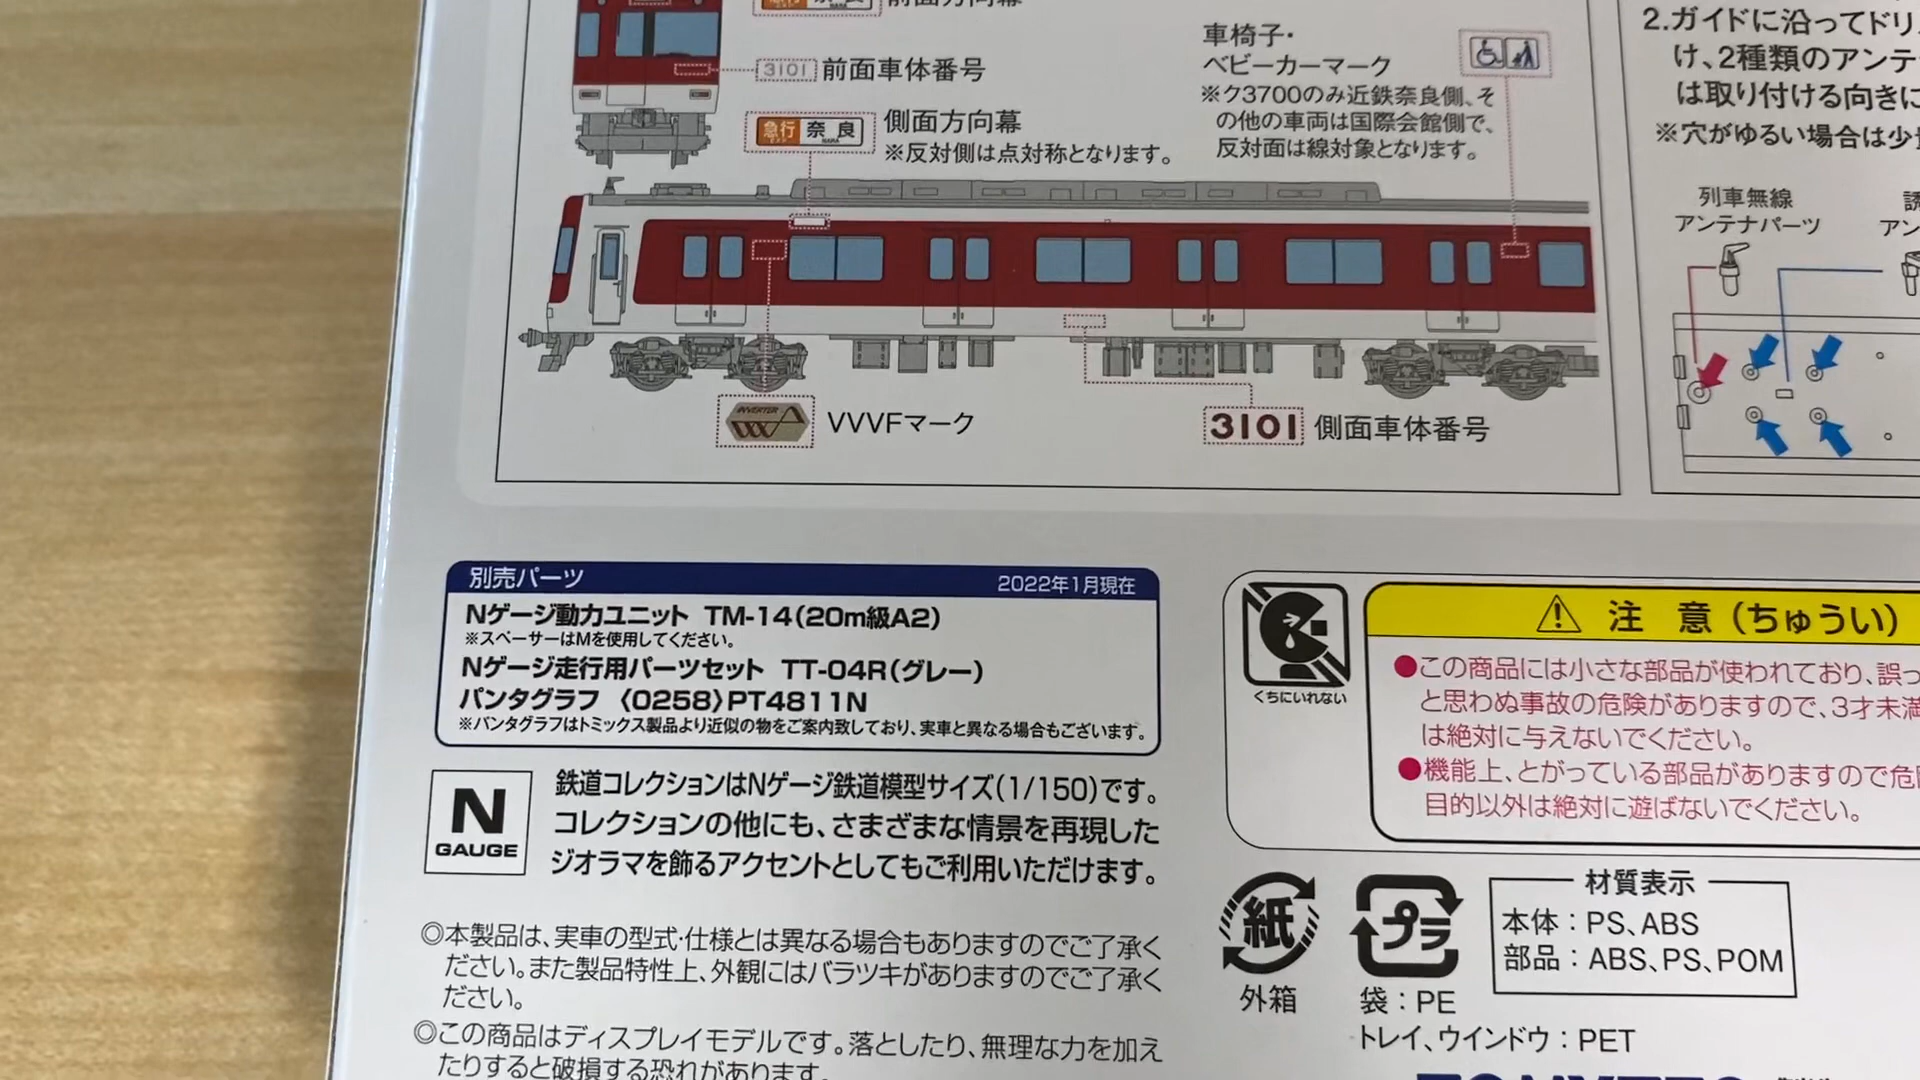 急行 奈良 前面方向幕
3101 前面車体番号
急行 奈良 側面方向幕
NARA
※反対側は点対称となります。
車椅子・
ベビーカーマーク
※ク3700のみ近鉄奈良側、そ
の他の車両は国際会館側で、
反対面は線対象となります。
INVERTER
VVVFマーク
3101 側面車体番号
2.ガイドに沿ってドリ
け、2種類のアンテ
は取り付ける向きに
※穴がゆるい場合は少量
列車無線
アンテナパーツ
誘
アン
別売パーツ 2022年1月現在
Nゲージ動力ユニット TM-14(20m級A2)
※スペーサーはMを使用してください。
Nゲージ走行用パーツセット TT-04R(グレー)
パンタグラフ 〈0258〉PT4811N
※パンタグラフはトミックス製品より近似の物をご案内致しており、実車と異なる場合もございます。
N
GAUGE
鉄道コレクションはNゲージ鉄道模型サイズ(1/150)です。
コレクションの他にも、さまざまな情景を再現した
ジオラマを飾るアクセントとしてもご利用いただけます。
◎本製品は、実車の型式・仕様とは異なる場合もありますのでご了承く
ださい。また製品特性上、外観にはバラツキがありますのでご了承く
ださい。
◎この商品はディスプレイモデルです。落としたり、無理な力を加え
たりすると破損する恐れがあります。
くちにいれない
注 意(ちゅうい)
●この商品には小さな部品が使われており、誤っ
と思わぬ事故の危険がありますので、3才未満
は絶対に与えないでください。
●機能上、とがっている部品がありますので危険
目的以外は絶対に遊ばないでください。
紙
外箱
プラ
袋:PE
トレイ、ウインドウ:PET
材質表示
本体:PS、ABS
部品:ABS、PS、POM
TOMYTEC